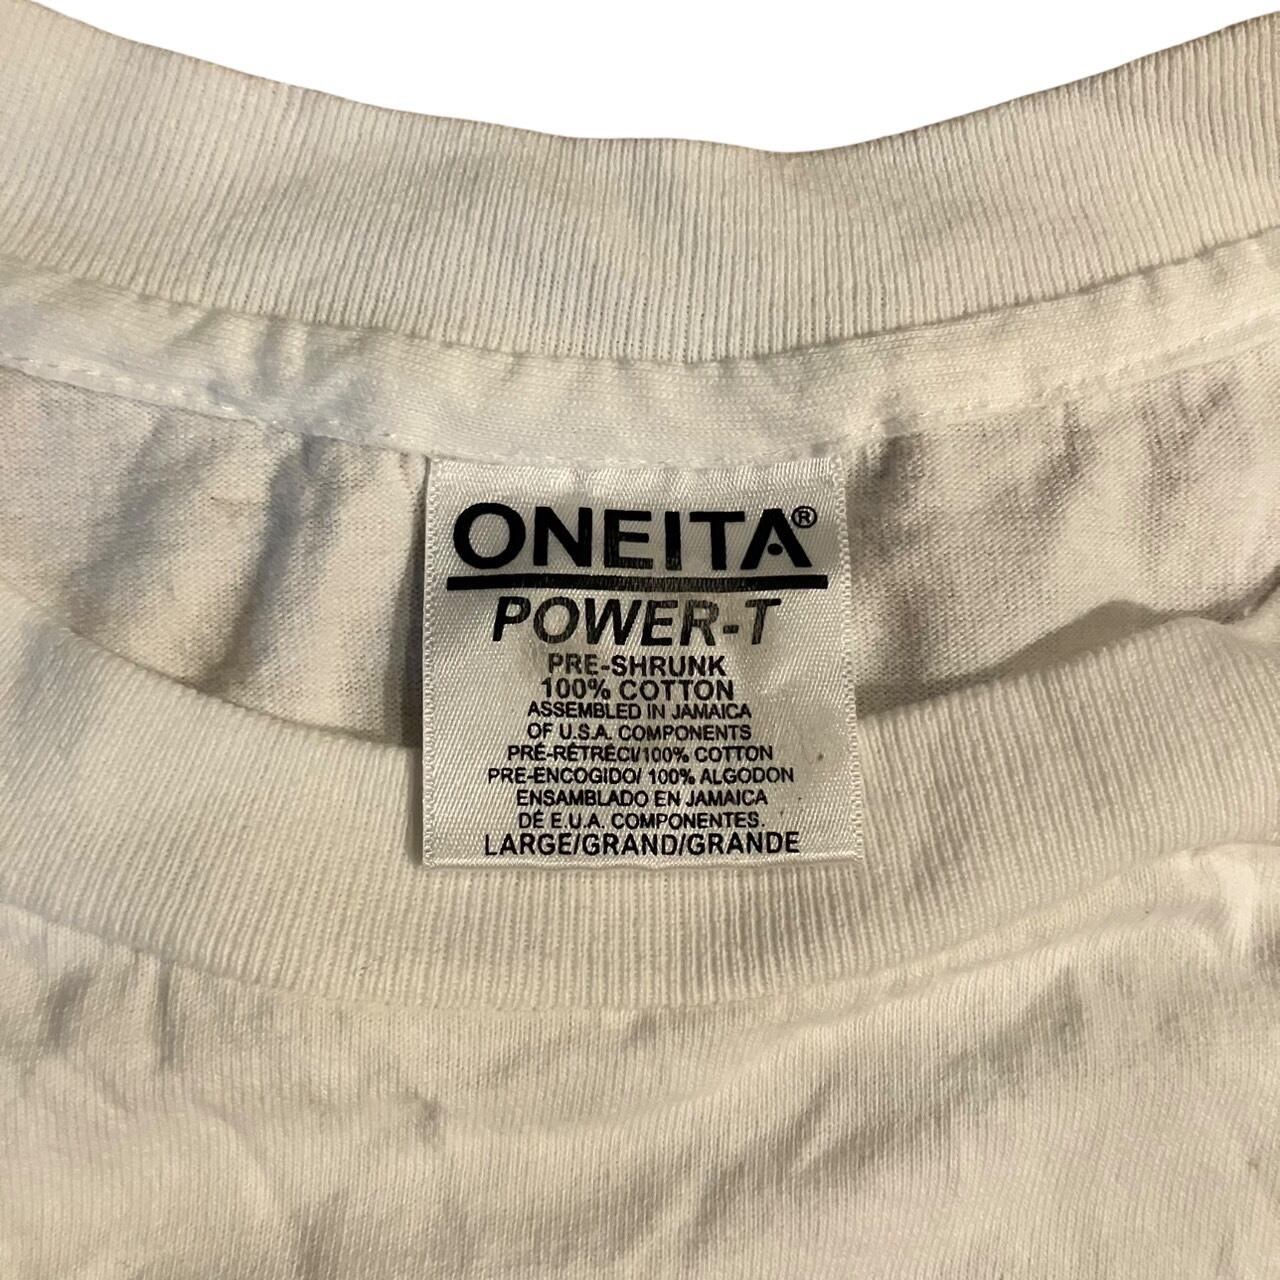 ONEITA®
POWER-T
PRE-SHRUNK
100% COTTON
ASSEMBLED IN JAMAICA
OF U.S.A. COMPONENTS
PRÉ-RÉTRÉCI/100% COTTON
PRE-ENCOGIDO/ 100% ALGODON
ENSAMBLADO EN JAMAICA
DÉ E.U.A. COMPONENTES.
LARGE/GRAND/GRANDE